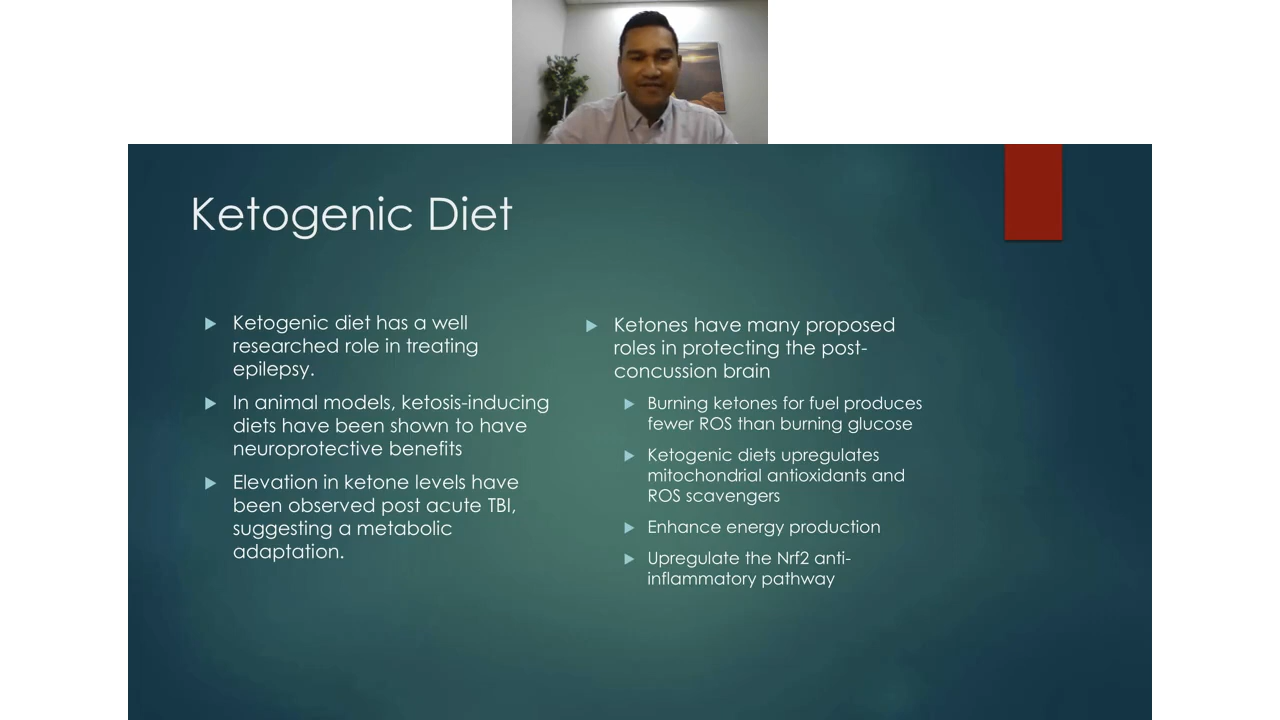 Ketogenic Diet
Ketogenic diet has a well
researched role in treating
epilepsy.
In animal models, ketosis-inducing
diets have been shown to have
neuroprotective benefits
Elevation in ketone levels have
been observed post acute TBI,
suggesting a metabolic
adaptation.
Ketones have many proposed
roles in protecting the post-
concussion brain
Burning ketones for fuel produces
fewer ROS than burning glucose
Ketogenic diets upregulates
mitochondrial antioxidants and
ROS scavengers
Enhance energy production
Upregulate the Nrf2 anti-
inflammatory pathway